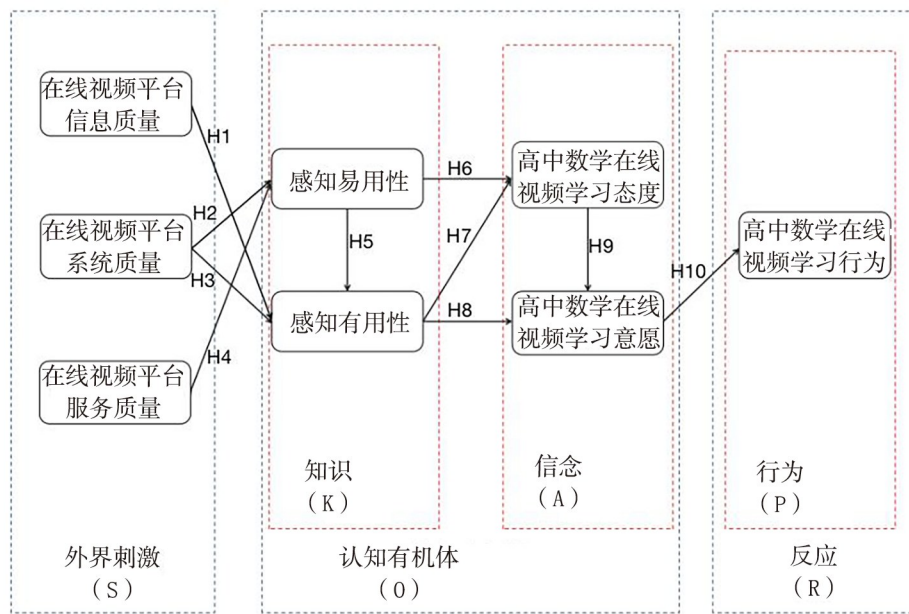 在线视频平台
信息质量
H1
感知易用性
H6
高中数学在线
视频学习态度
H2
在线视频平台
系统质量
H3
H5
H7
H9
高中数学在线
视频学习行为
H10
感知有用性
H8
高中数学在线
视频学习意愿
H4
在线视频平台
服务质量
知识
(K)
信念
(A)
行为
(P)
外界刺激
(S)
认知有机体
(O)
反应
(R)